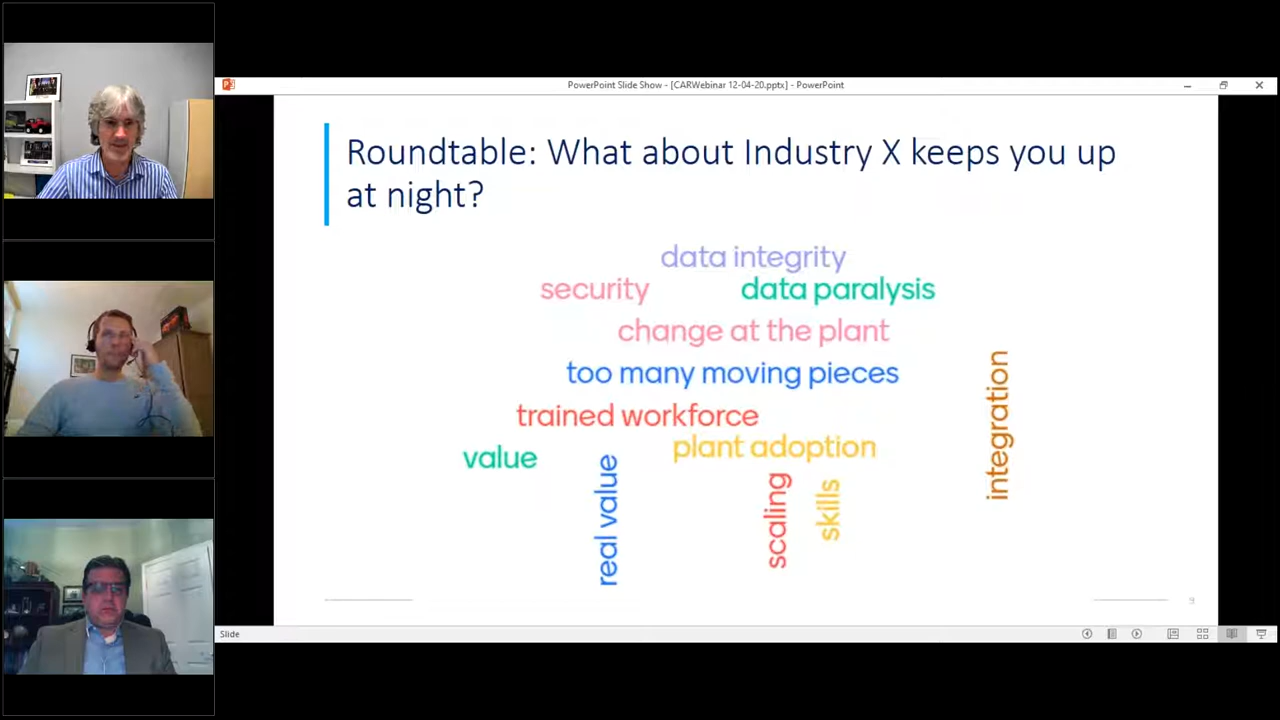 PowerPoint Slide Show - [CARWebinar 12-04-20.pptx] - PowerPoint
Roundtable: What about Industry X keeps you up
at night?
data integrity
security
data paralysis
change at the plant
too many moving pieces
integration
trained workforce
plant adoption
value
real value
scaling
skills
9
Slide